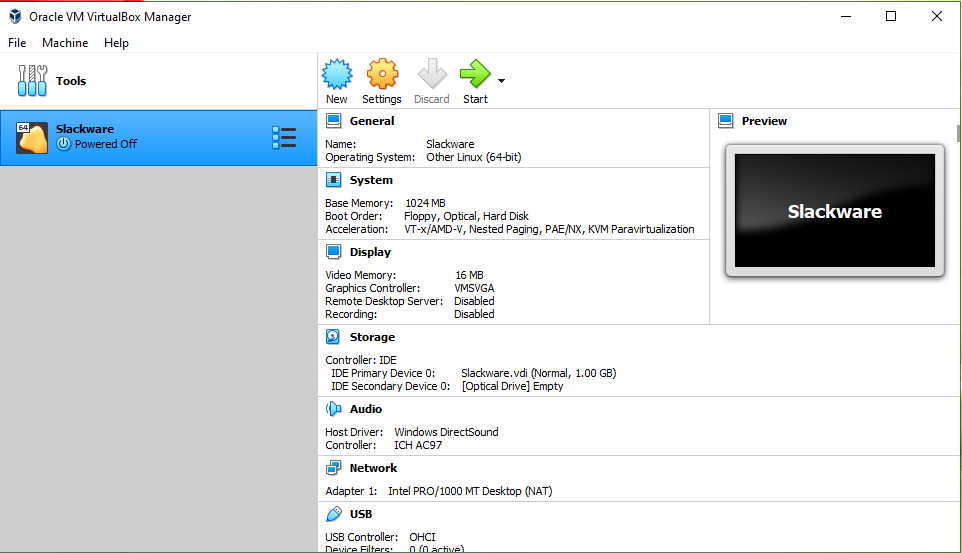 Oracle VM VirtualBox Manager
File Machine Help
Tools
New Settings Discard Start
64
Slackware
Powered Off
General
Name: Slackware
Operating System: Other Linux (64-bit)
System
Base Memory: 1024 MB
Boot Order: Floppy, Optical, Hard Disk
Acceleration: VT-x/AMD-V, Nested Paging, PAE/NX, KVM Paravirtualization
Display
Video Memory: 16 MB
Graphics Controller: VMSVGA
Remote Desktop Server: Disabled
Recording: Disabled
Preview
Slackware
Storage
Controller: IDE
IDE Primary Device 0: Slackware.vdi (Normal, 1.00 GB)
IDE Secondary Device 0: [Optical Drive] Empty
Audio
Host Driver: Windows DirectSound
Controller: ICH AC97
Network
Adapter 1: Intel PRO/1000 MT Desktop (NAT)
USB
USB Controller: OHCI
Device Filters: 0 (0 active)